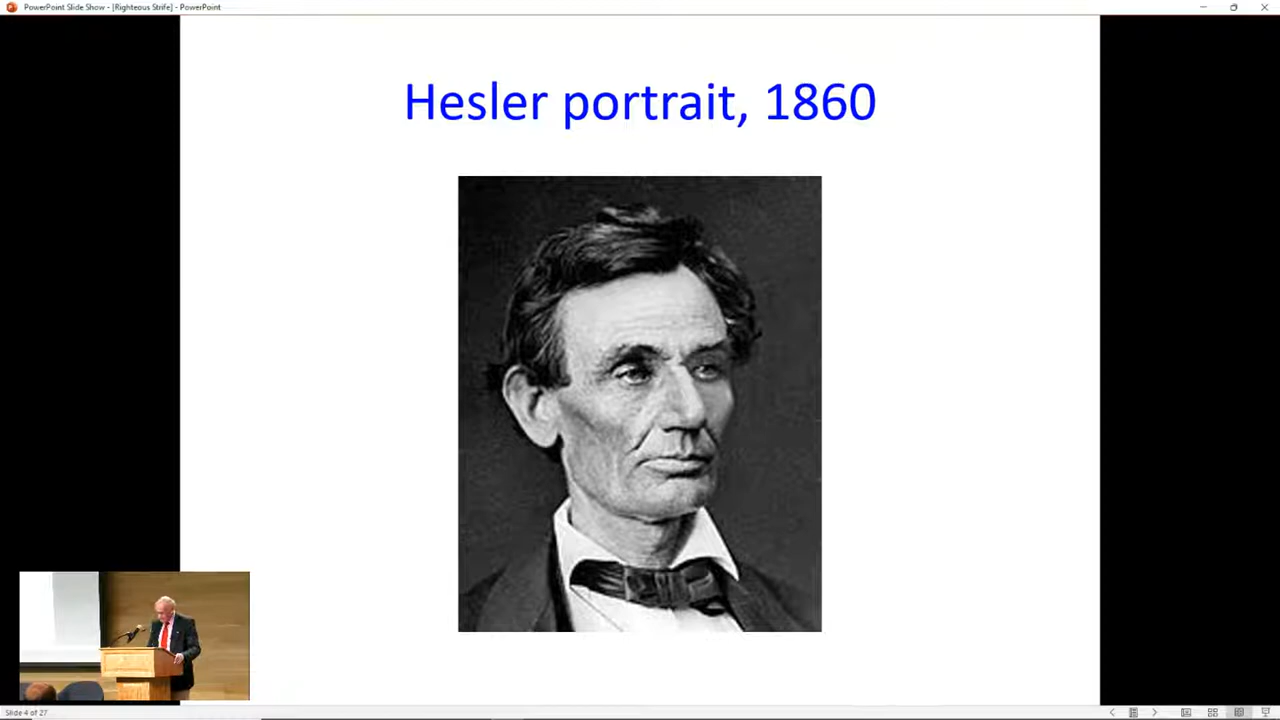 PowerPoint Slide Show - [Righteous Strife] - PowerPoint
Hesler portrait, 1860
Slide 4 of 27